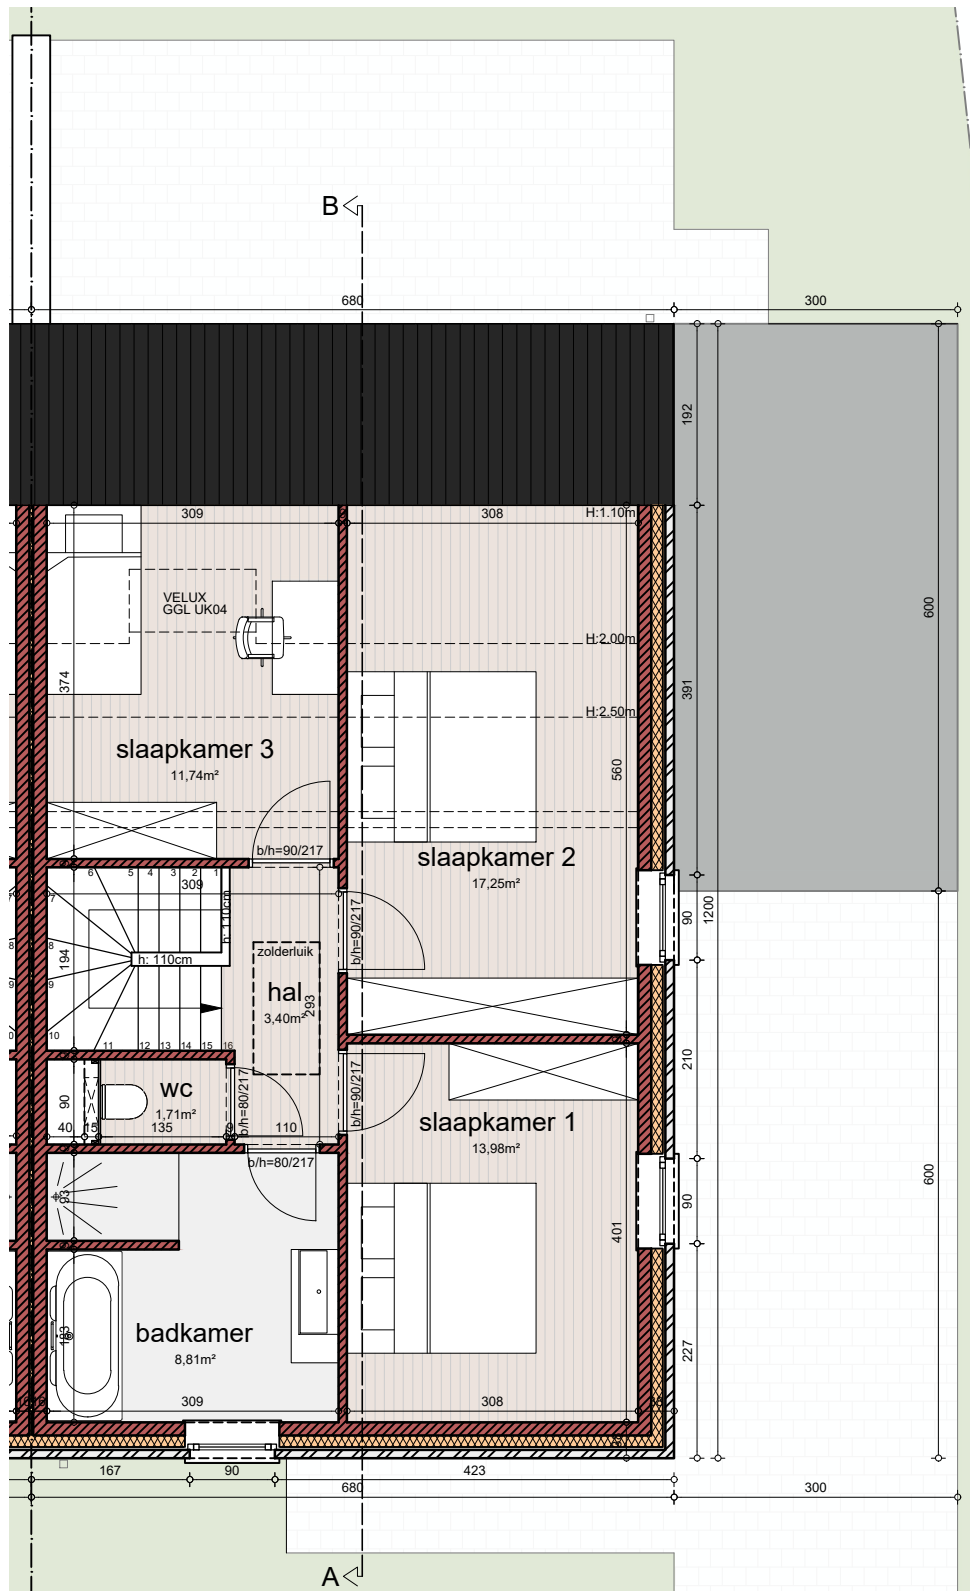 B
680
300
192
309
308
H:1.10m
VELUX
GGL UK04
600
H:2.00m
374
391
H:2.50m
slaapkamer 3
11,74m²
560
b/h=90/217
slaapkamer 2
17,25m²
6
5
4
3
2
1
309
7
h: 110cm
b/h=90/217
90
1200
8
194
h: 110cm
zolderluik
9
hal
3,40m²
293
10
11
12
13
14
15
16
210
wc
1,71m²
90
b/h=80/217
b/h=90/217
slaapkamer 1
13,98m²
40
15
135
9
110
b/h=80/217
93
90
600
401
183
badkamer
8,81m²
227
309
308
167
90
423
680
300
A